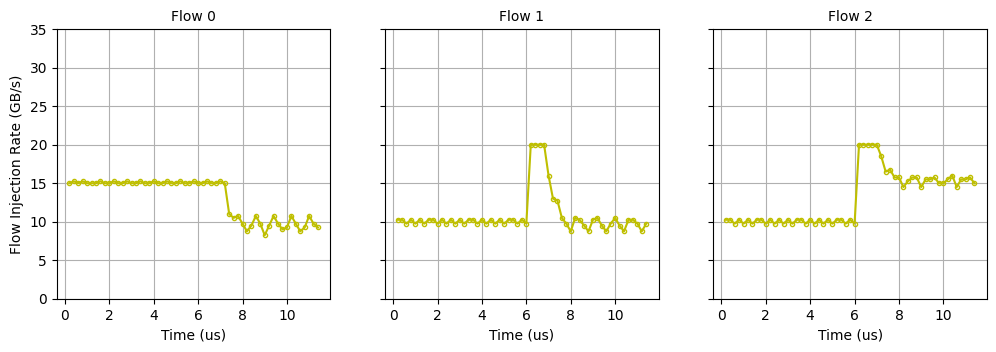 Flow 0
Flow 1
Flow 2
Flow Injection Rate (GB/s)
35
30
25
20
15
10
5
0
0 2 4 6 8 10
0 2 4 6 8 10
0 2 4 6 8 10
Time (us)
Time (us)
Time (us)